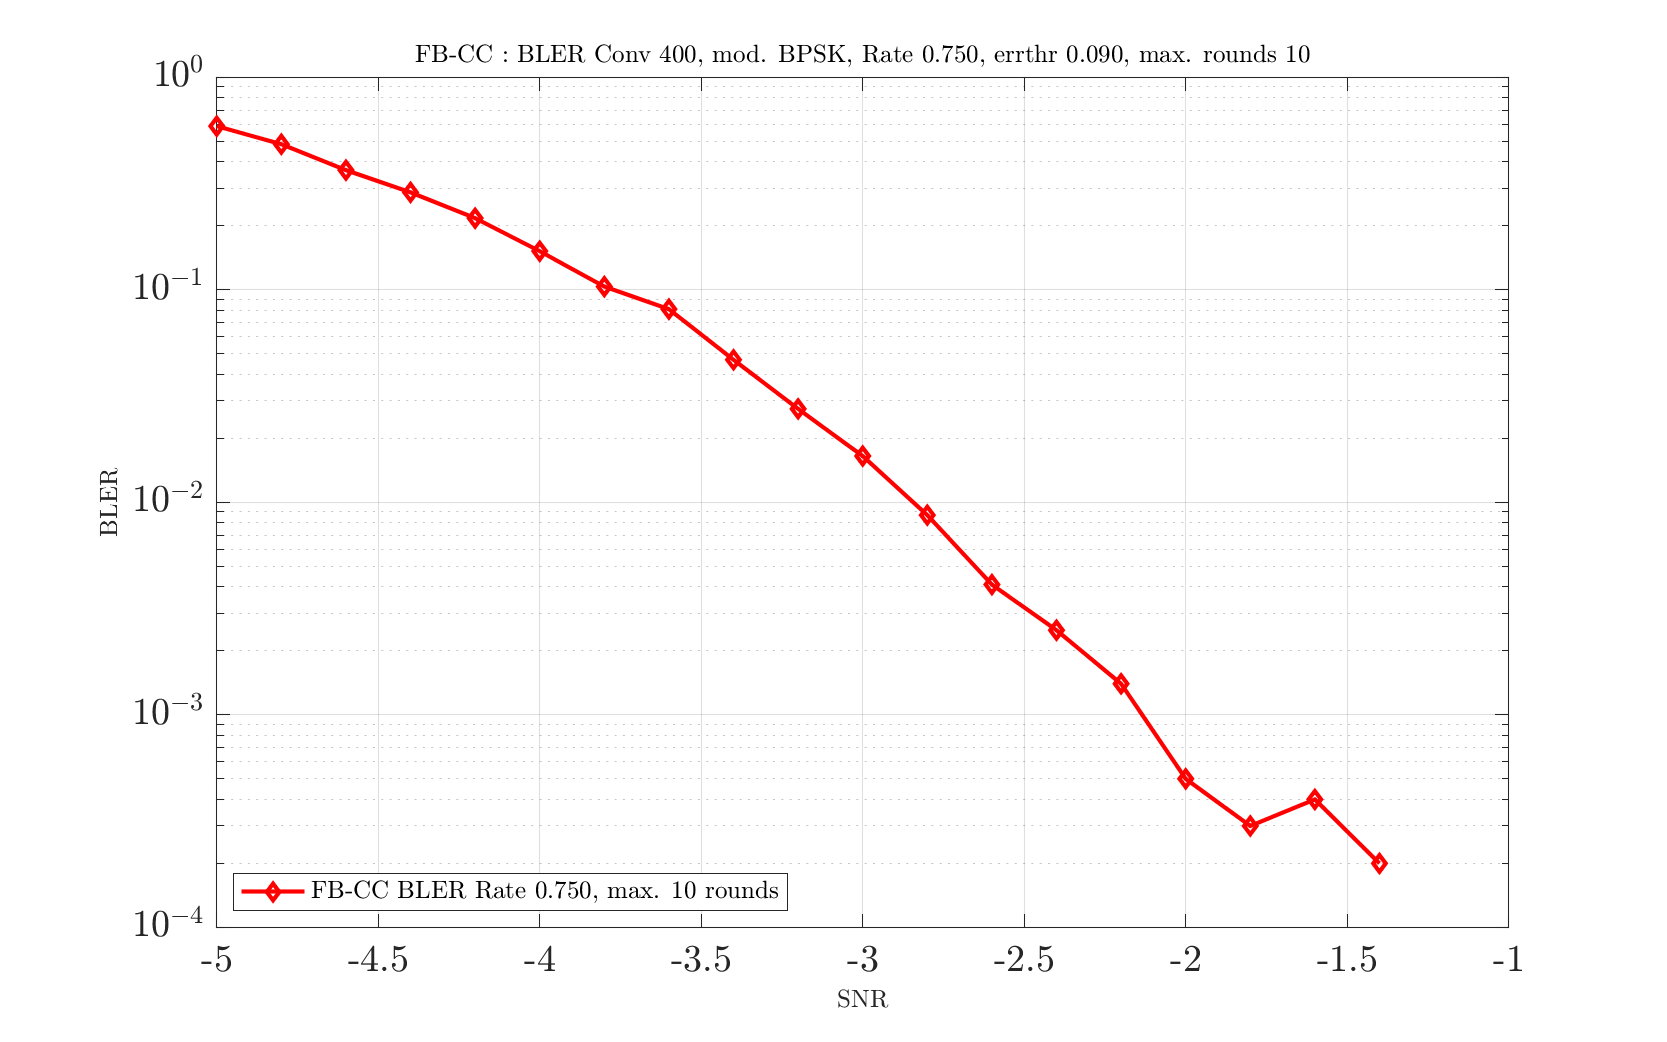 FB-CC : BLER Conv 400, mod. BPSK, Rate 0.750, errthr 0.090, max. rounds 10
10^0
10^-1
10^-2
10^-3
10^-4
BLER
FB-CC BLER Rate 0.750, max. 10 rounds
-5 -4.5 -4 -3.5 -3 -2.5 -2 -1.5 -1
SNR